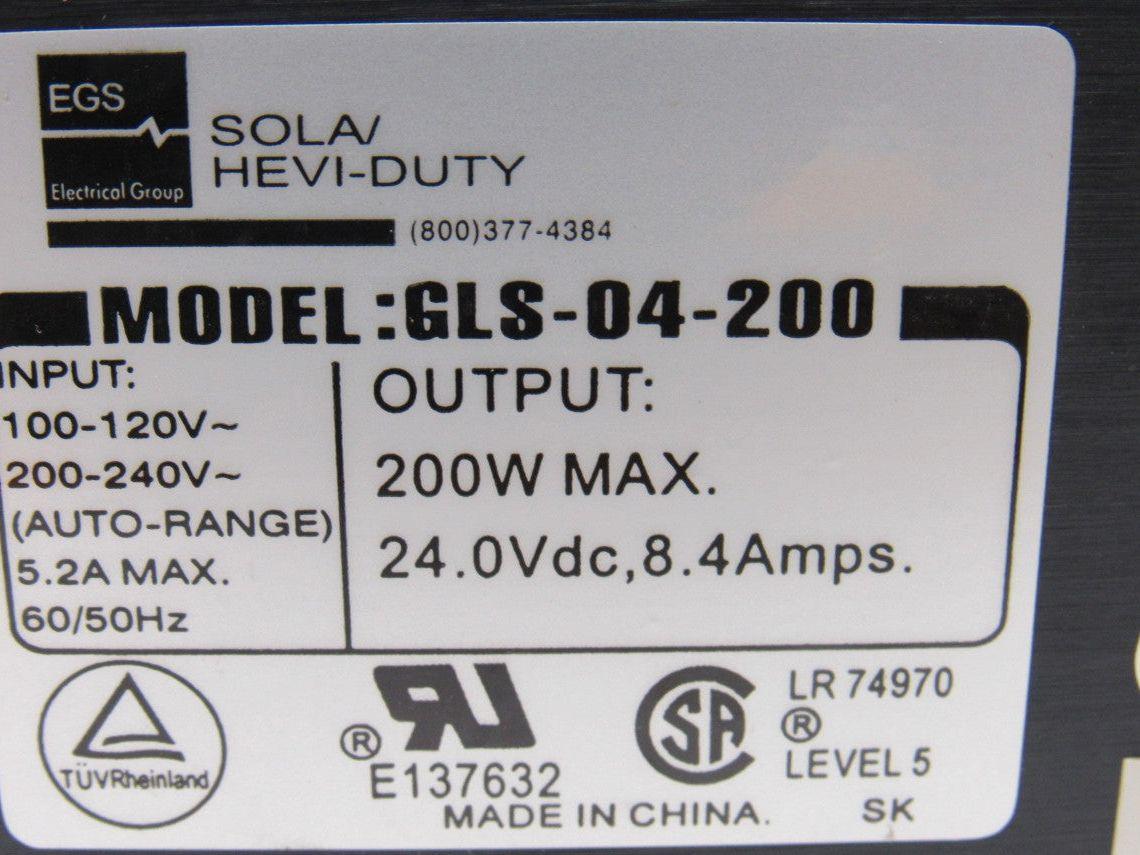 EGS
Electrical Group
SOLA/
HEVI-DUTY
(800)377-4384
MODEL:GLS-04-200
INPUT:
100-120V~
200-240V~
(AUTO-RANGE)
5.2A MAX.
60/50Hz
OUTPUT:
200W MAX.
24.0Vdc,8.4Amps.
TÜVRheinland
RU
®
E137632
SA
LR 74970
®
LEVEL 5
MADE IN CHINA.
SK